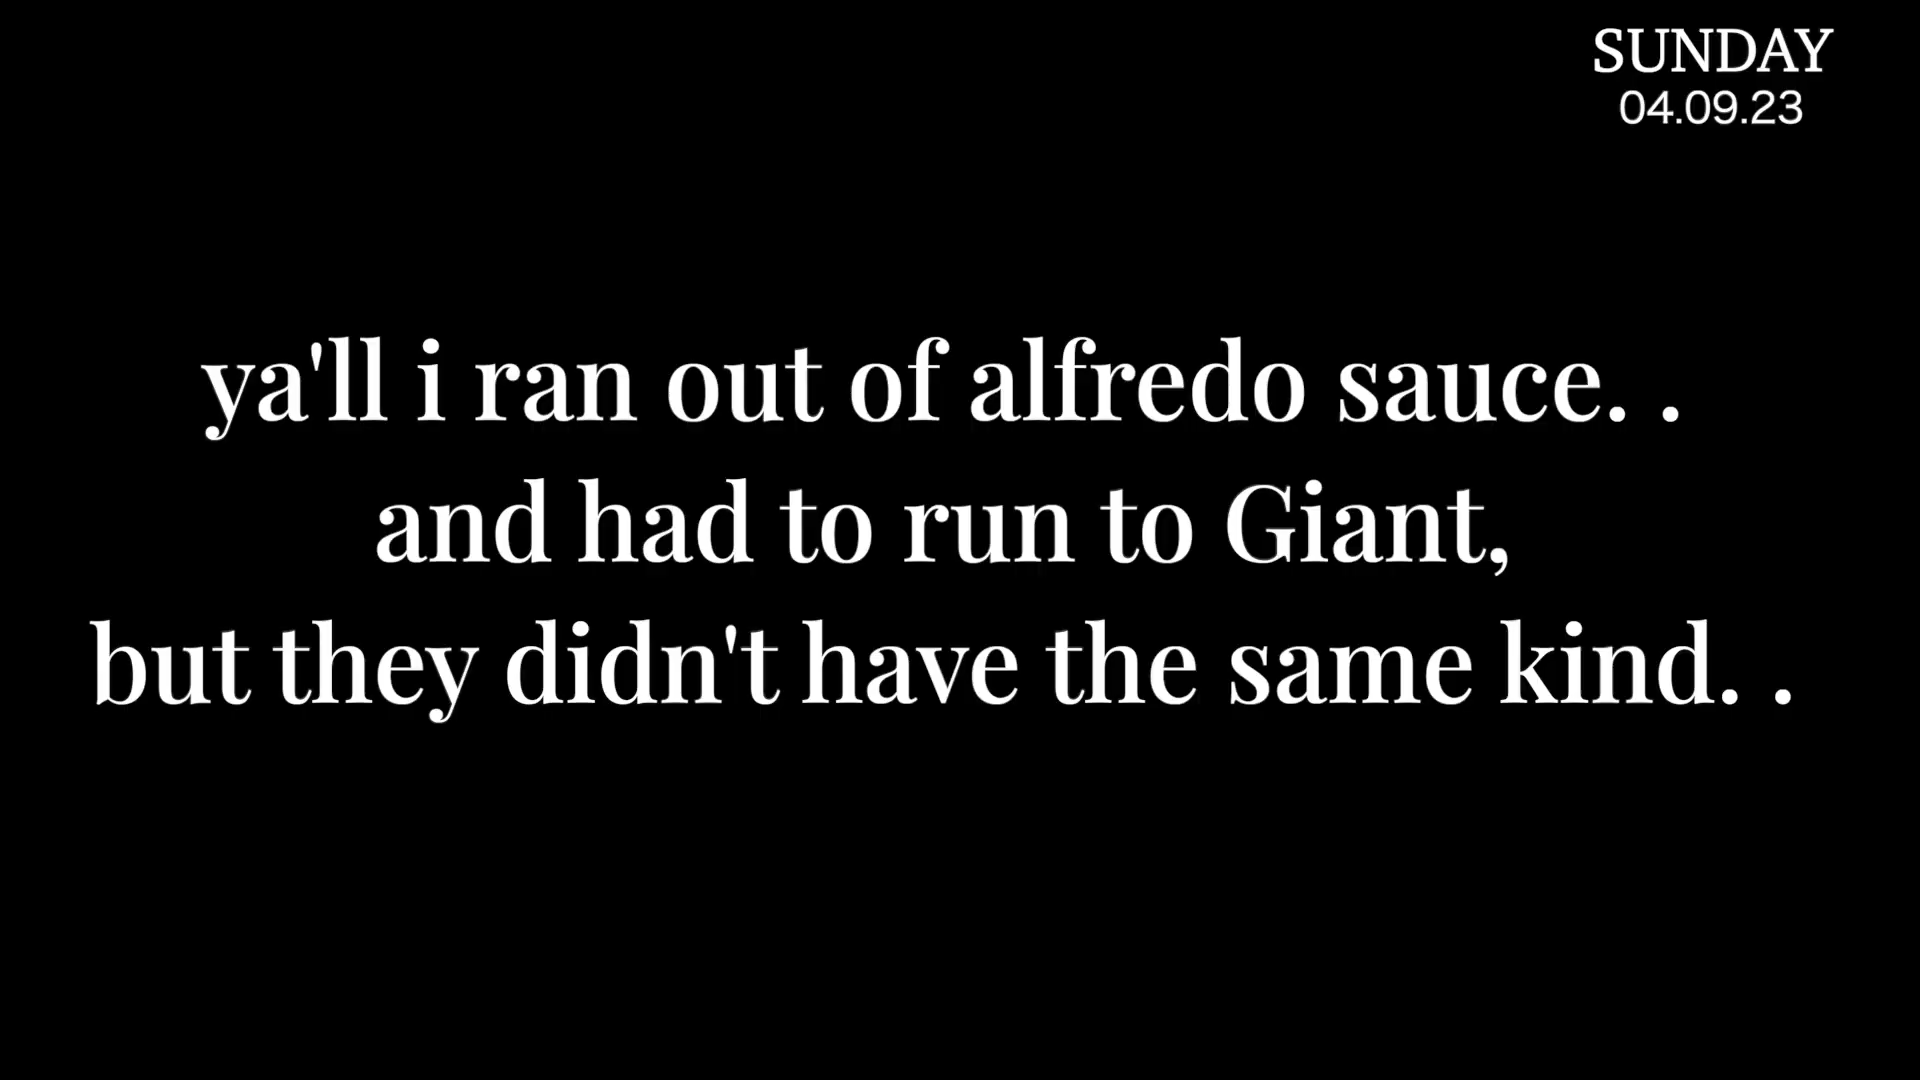 SUNDAY
04.09.23
ya'll i ran out of alfredo sauce. .
and had to run to Giant,
but they didn't have the same kind. .